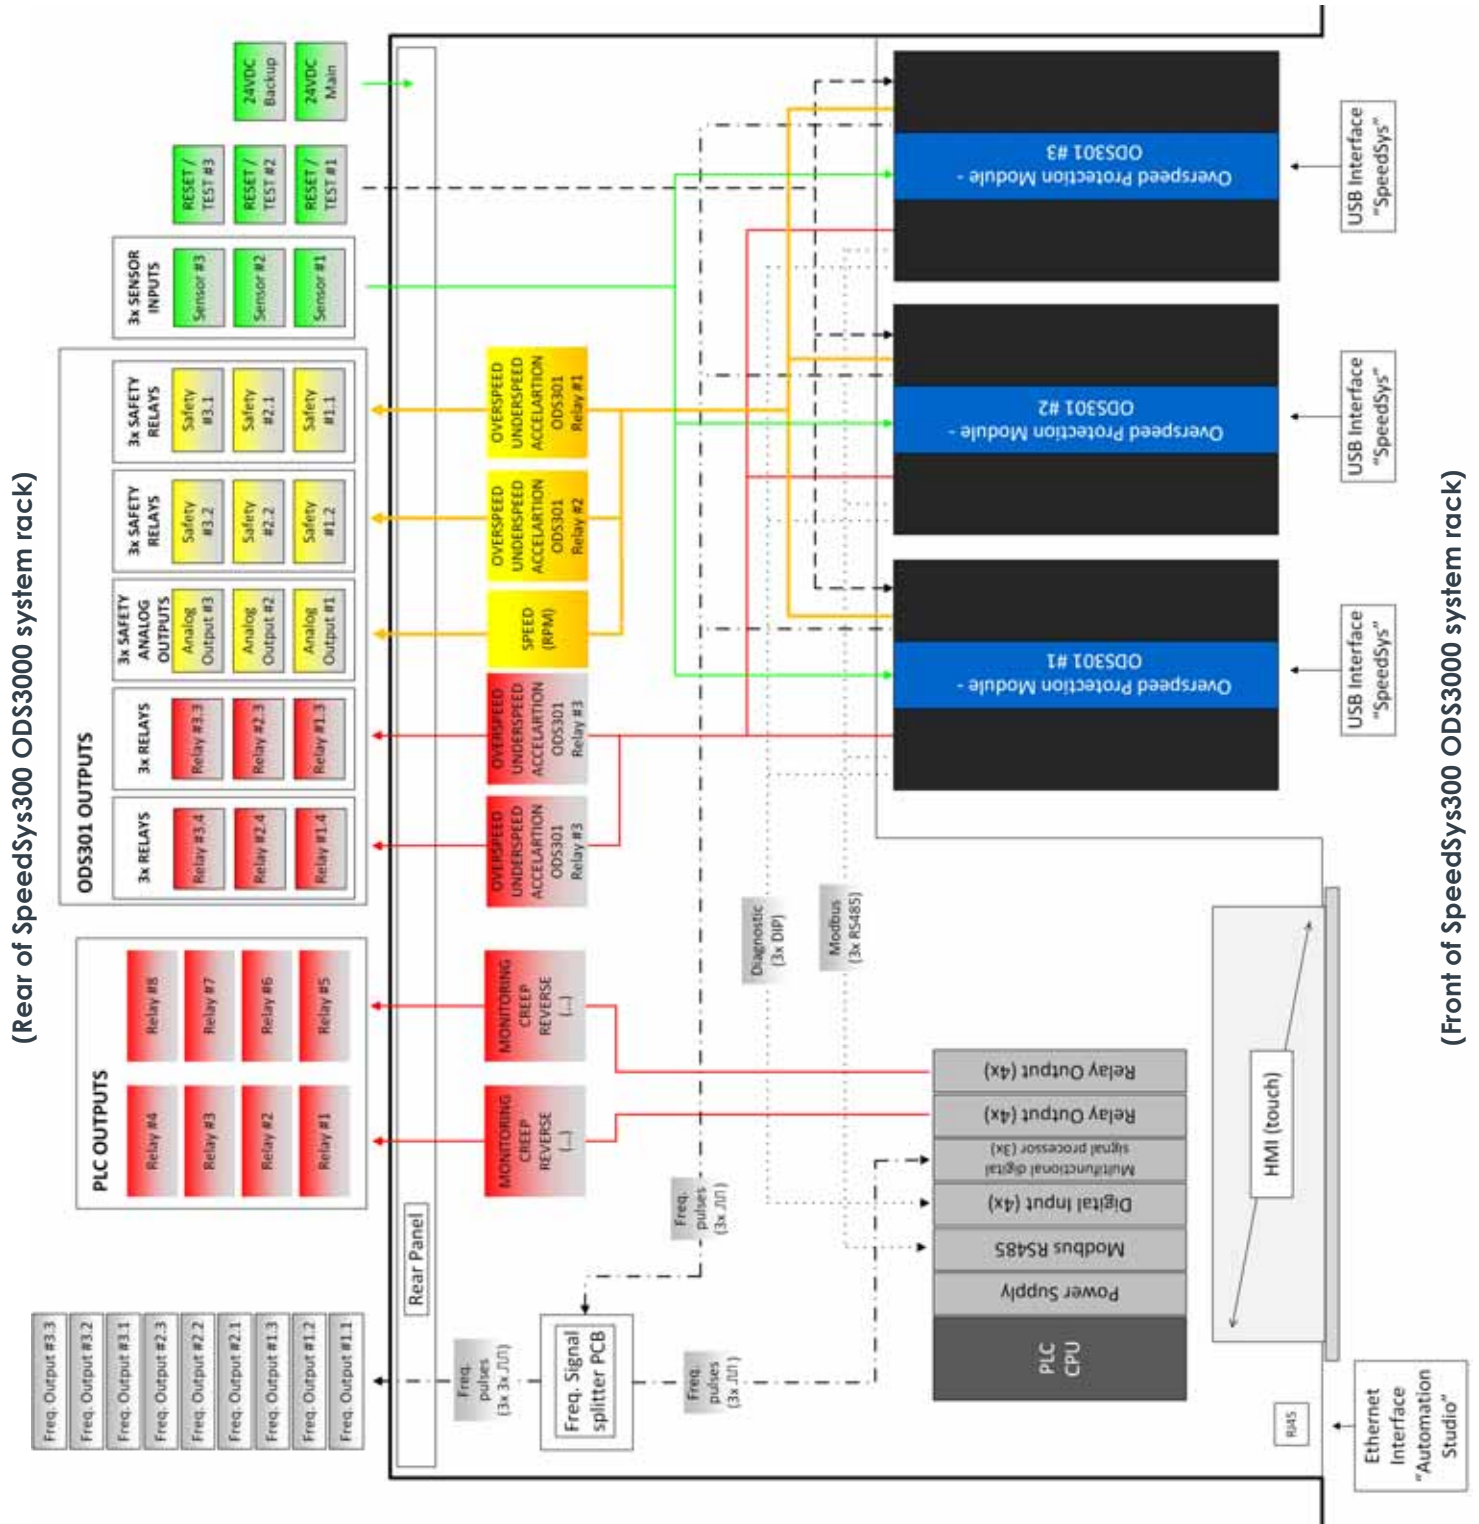 (Rear of SpeedSys300 ODS3000 system rack)
Freq. Output #3.3
Freq. Output #3.2
Freq. Output #3.1
Freq. Output #2.3
Freq. Output #2.2
Freq. Output #2.1
Freq. Output #1.3
Freq. Output #1.2
Freq. Output #1.1
PLC OUTPUTS
Relay #4
Relay #8
Relay #3
Relay #7
Relay #2
Relay #6
Relay #1
Relay #5
ODS301 OUTPUTS
3x RELAYS
Relay #3.4
Relay #2.4
Relay #1.4
3x RELAYS
Relay #3.3
Relay #2.3
Relay #1.3
3x SAFETY
ANALOG
OUTPUTS
Analog
Output #3
Analog
Output #2
Analog
Output #1
3x SAFETY
RELAYS
Safety
#3.2
Safety
#2.2
Safety
#1.2
3x SAFETY
RELAYS
Safety
#3.1
Safety
#2.1
Safety
#1.1
3x SENSOR
INPUTS
Sensor #3
Sensor #2
Sensor #1
RESET /
TEST #3
RESET /
TEST #2
RESET /
TEST #1
24VDC
Backup
24VDC
Main
Rear Panel
Freq.
pulses
(3x 3x
)
MONITORING
CREEP
REVERSE
(...)
MONITORING
CREEP
REVERSE
(...)
OVERSPEED
UNDERSPEED
ACCELARTION
ODS301
Relay #3
OVERSPEED
UNDERSPEED
ACCELARTION
ODS301
Relay #3
SPEED
(RPM)
OVERSPEED
UNDERSPEED
ACCELARTION
ODS301
Relay #2
OVERSPEED
UNDERSPEED
ACCELARTION
ODS301
Relay #1
Freq. Signal
splitter PCB
Freq.
pulses
(3x
)
Freq.
pulses
(3x
)
Diagnostic
(3x DIP)
Modbus
(3x RS485)
PLC
CPU
Power Supply
Modbus RS485
Digital Input (4x)
Multifunctional digital
signal processor (3x)
Relay Output (4x)
Relay Output (4x)
Overspeed Protection Module -
ODS301 #1
Overspeed Protection Module -
ODS301 #2
Overspeed Protection Module -
ODS301 #3
HMI (touch)
RJ45
Ethernet
Interface
"Automation
Studio"
USB Interface
"SpeedSys"
USB Interface
"SpeedSys"
USB Interface
"SpeedSys"
(Front of SpeedSys300 ODS3000 system rack)